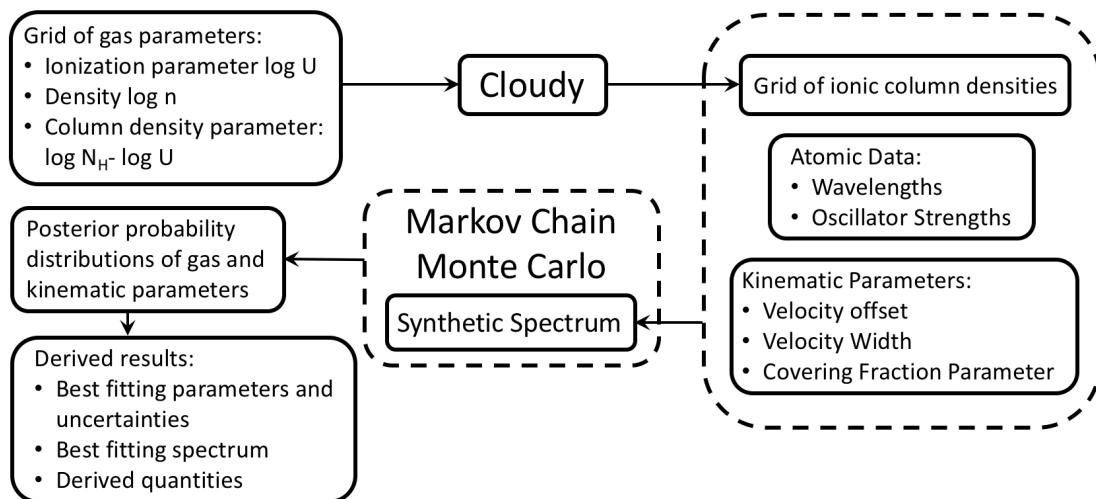 Grid of gas parameters:
• Ionization parameter log U
• Density log n
• Column density parameter:
log N_H- log U
Cloudy
Grid of ionic column densities
Atomic Data:
• Wavelengths
• Oscillator Strengths
Kinematic Parameters:
• Velocity offset
• Velocity Width
• Covering Fraction Parameter
Markov Chain
Monte Carlo
Synthetic Spectrum
Posterior probability
distributions of gas and
kinematic parameters
Derived results:
• Best fitting parameters and
uncertainties
• Best fitting spectrum
• Derived quantities